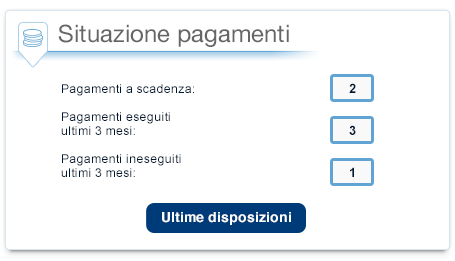 Situazione pagamenti
Pagamenti a scadenza: 2
Pagamenti eseguiti
ultimi 3 mesi: 3
Pagamenti ineseguiti
ultimi 3 mesi: 1
Ultime disposizioni